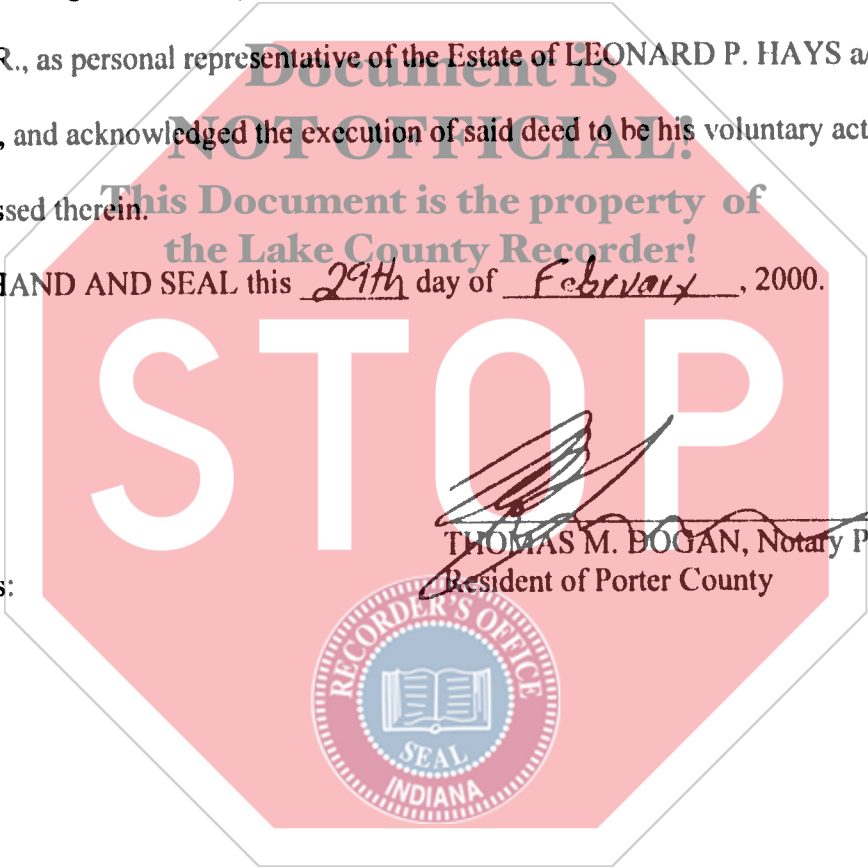 R., as personal representative of the Estate of LEONARD P. HAYS a/
Document is
, and acknowledged the execution of said deed to be his voluntary act
NOT OFFICIAL!
ssed therein.
This Document is the property of
the Lake County Recorder!
HAND AND SEAL this 29th day of February, 2000.
STOP
THOMAS M. DOGAN, Notary P
Resident of Porter County
s:
RECORDER'S OFFICE
SEAL
INDIANA